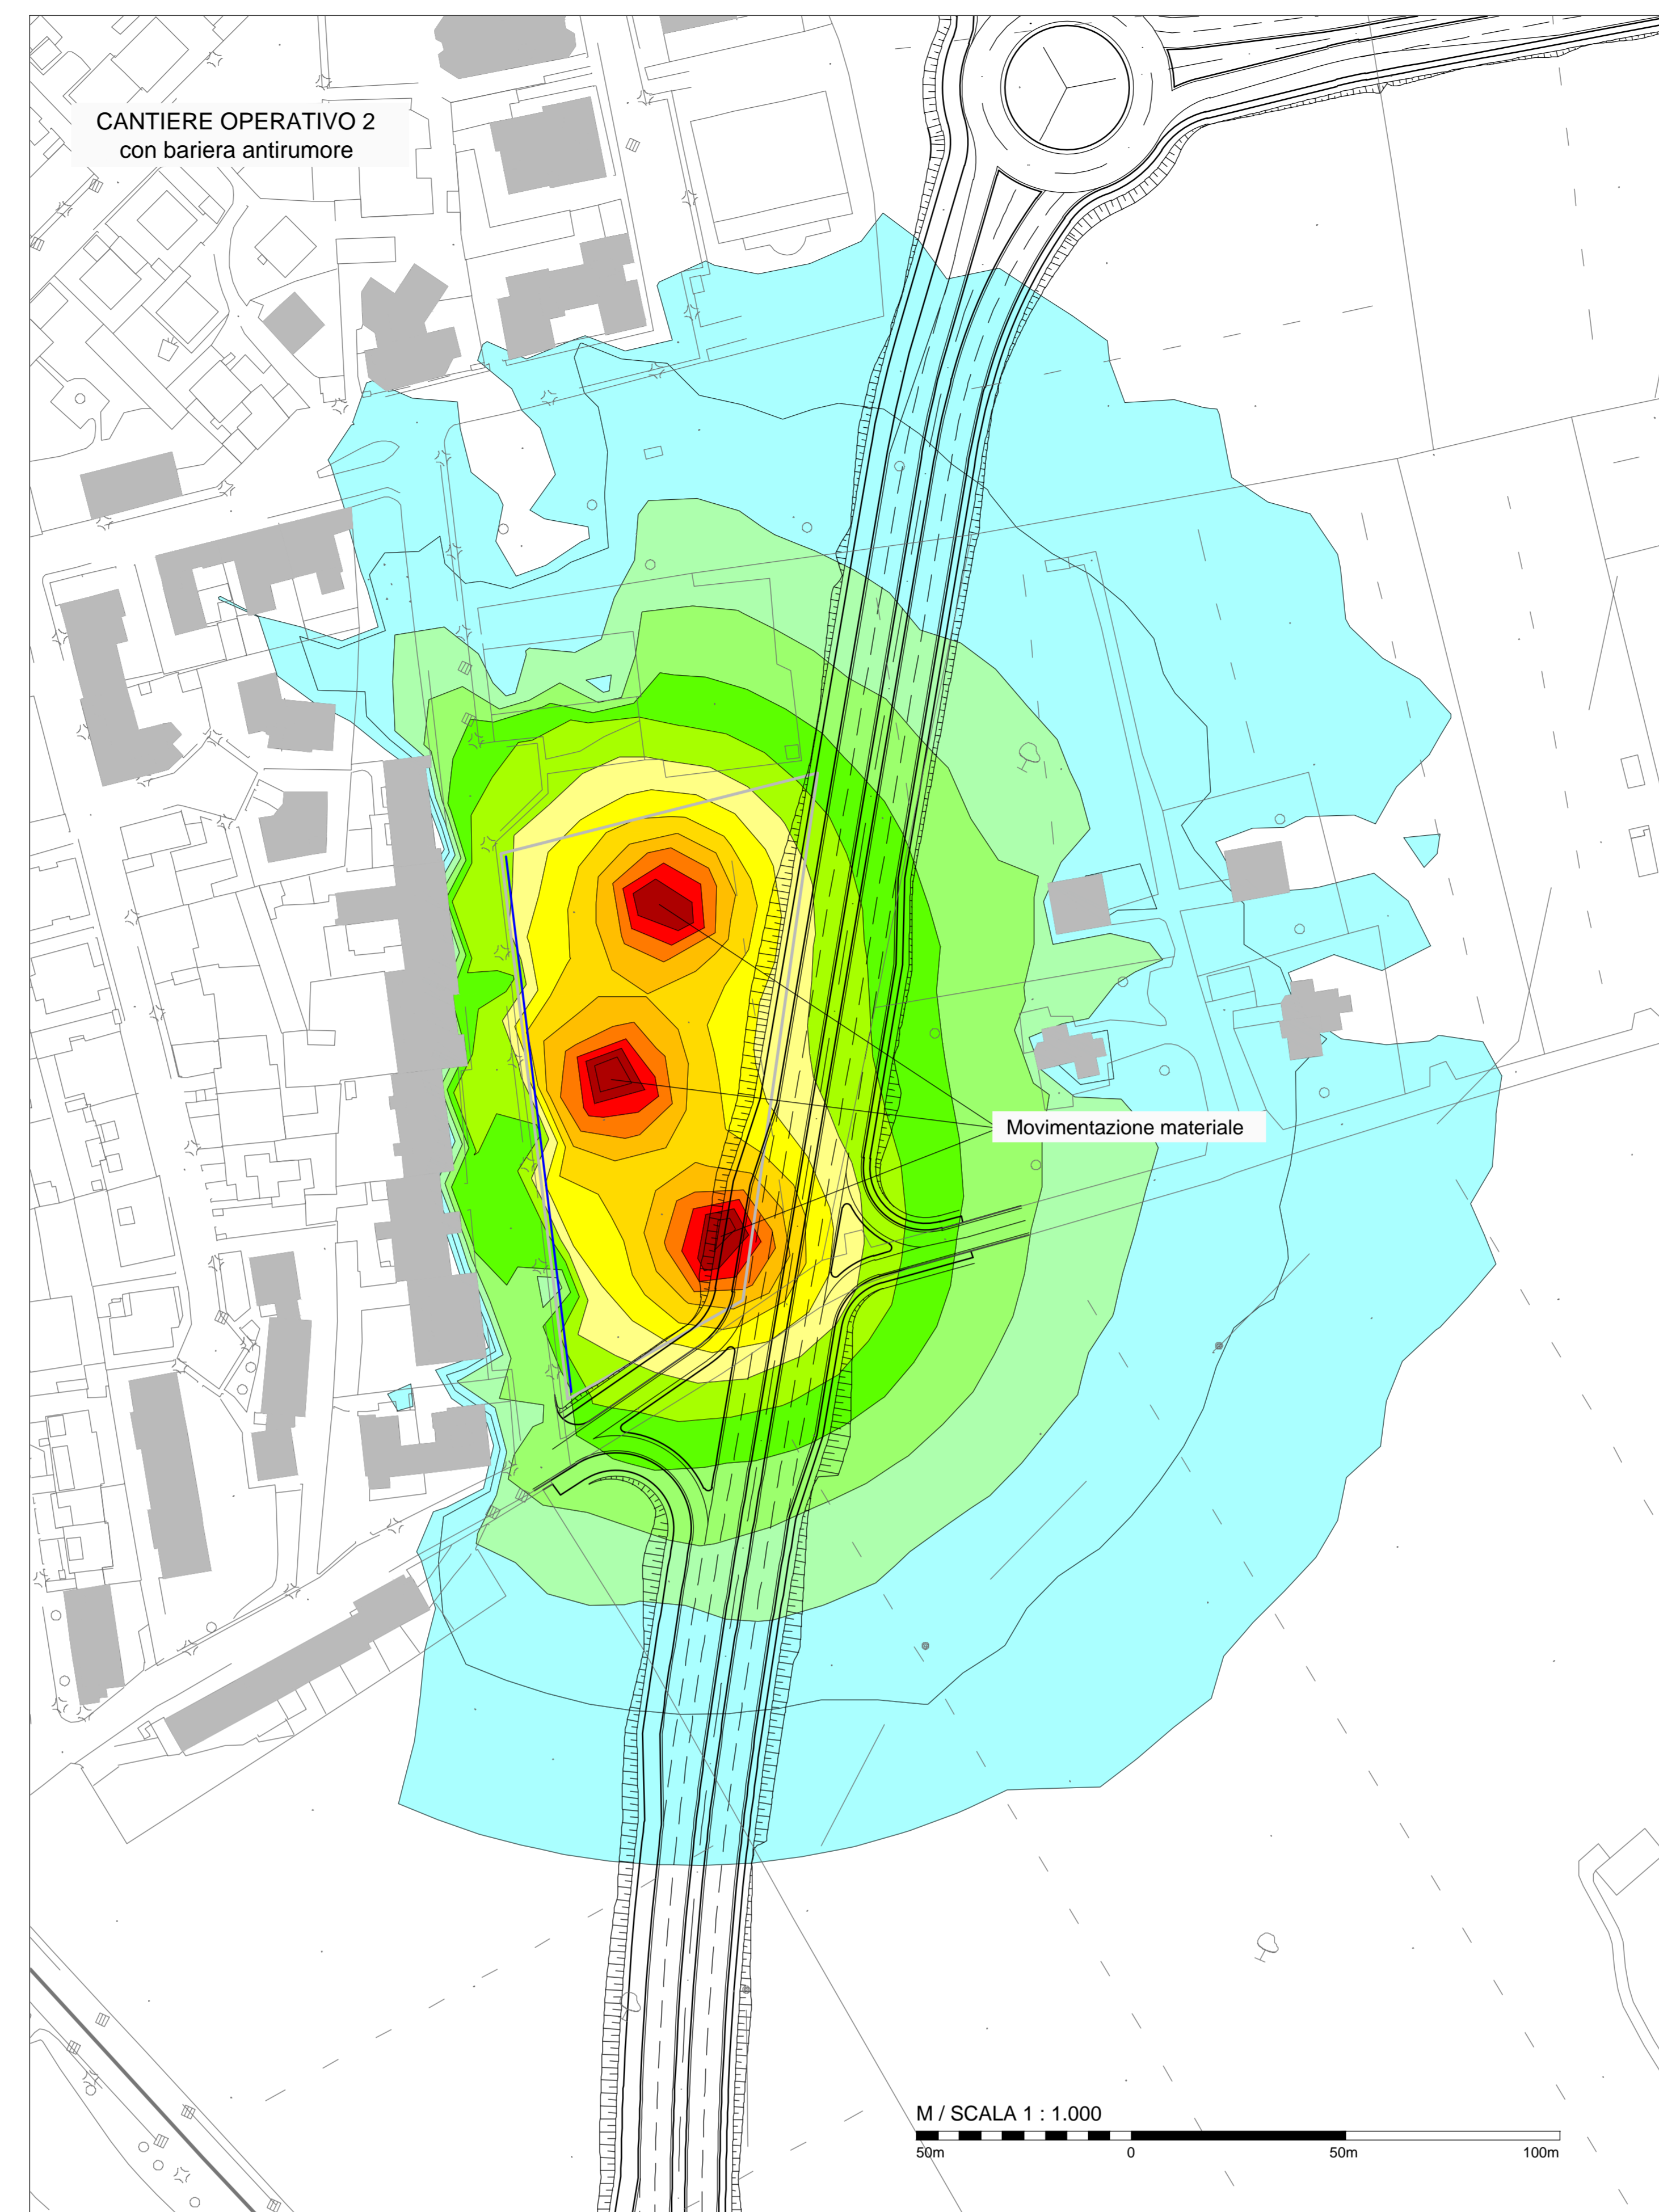 CANTIERE OPERATIVO 2
con bariera antirumore
Movimentazione materiale
M / SCALA 1 : 1.000
50m 0 50m 100m